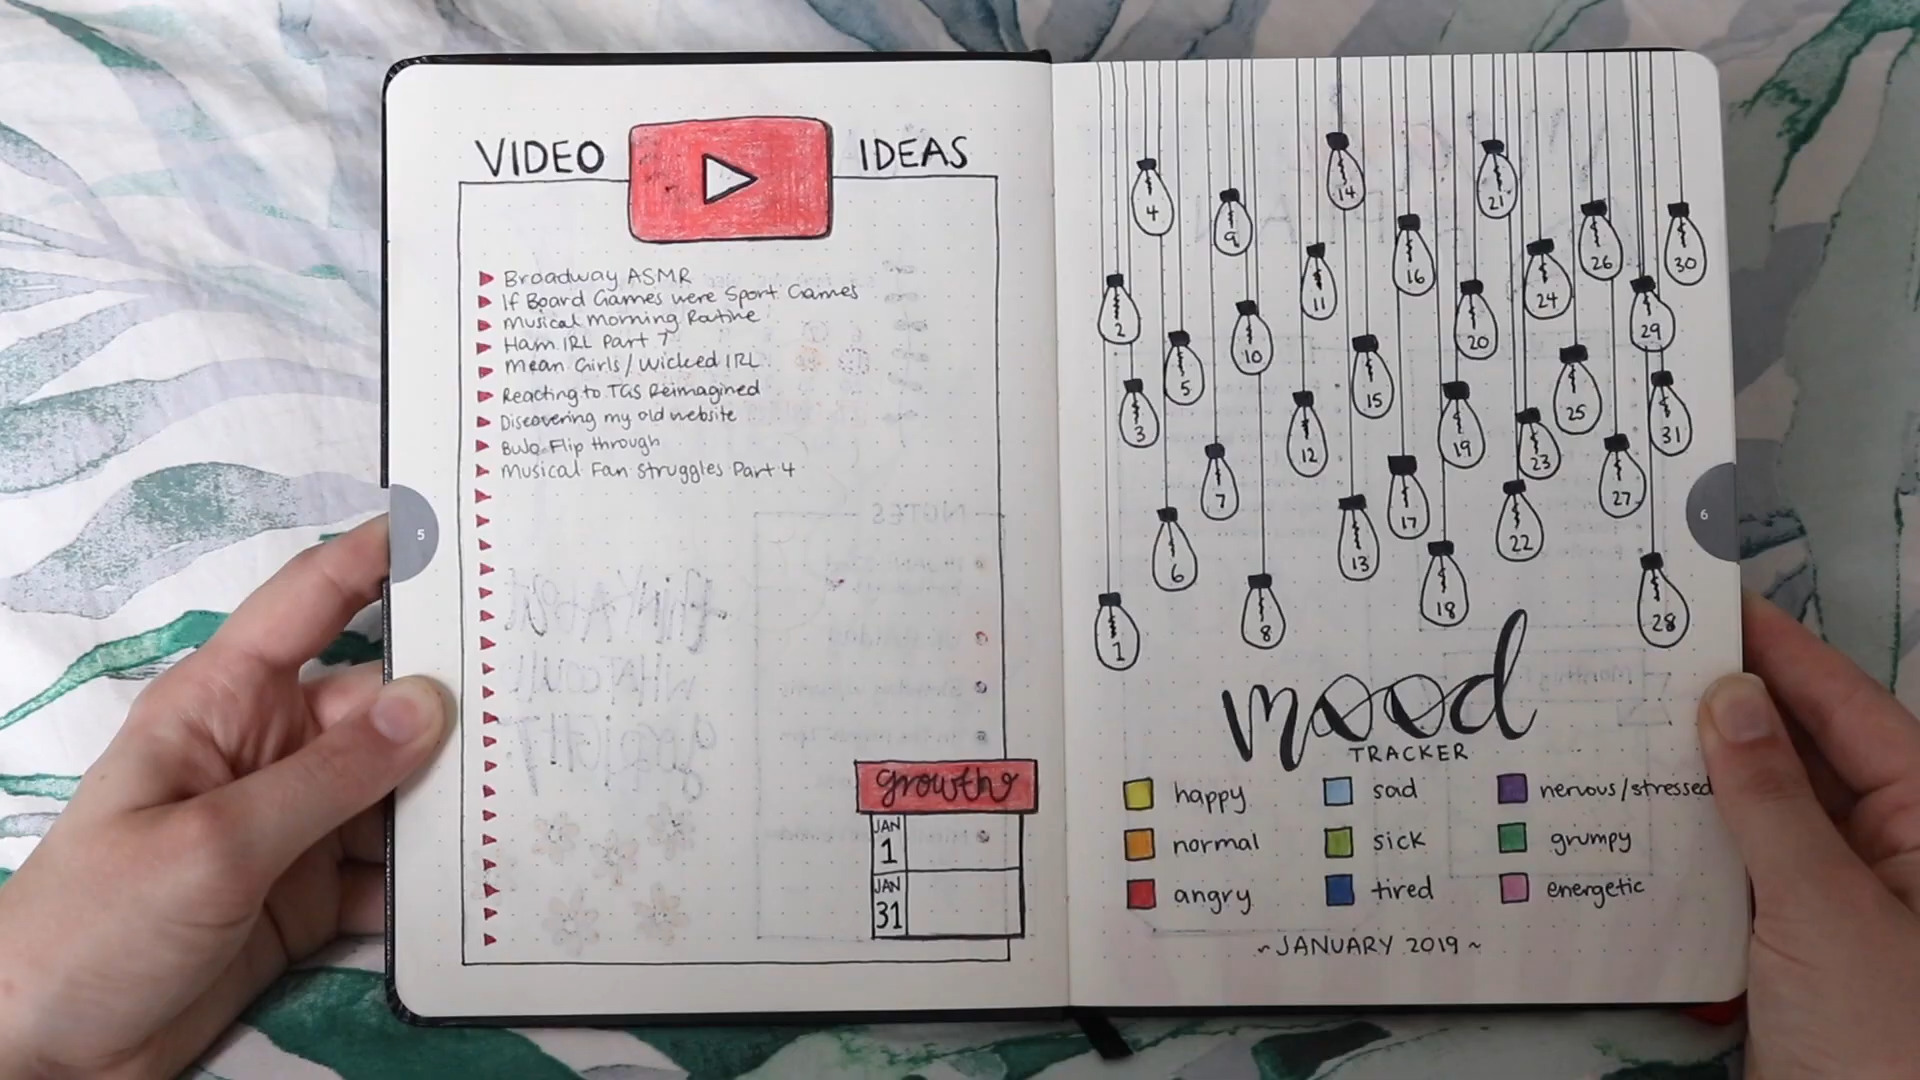 VIDEO IDEAS
Broadway ASMR
If Board Games were Sport Games
Musical Morning Routine
Ham IRL Part 7
Mean Girls / Wicked IRL
Reacting to TGS Reimagined
Discovering my old website
BuJo Flip through
Musical Fan Struggles Part 4
5
growth
JAN
1
JAN
31
4
9
14
21
2
10
11
16
20
24
26
29
30
3
5
12
15
19
23
25
31
7
6
13
17
22
27
1
8
18
28
6
mood
TRACKER
happy sad nervous/stressed
normal sick grumpy
angry tired energetic
~JANUARY 2019~